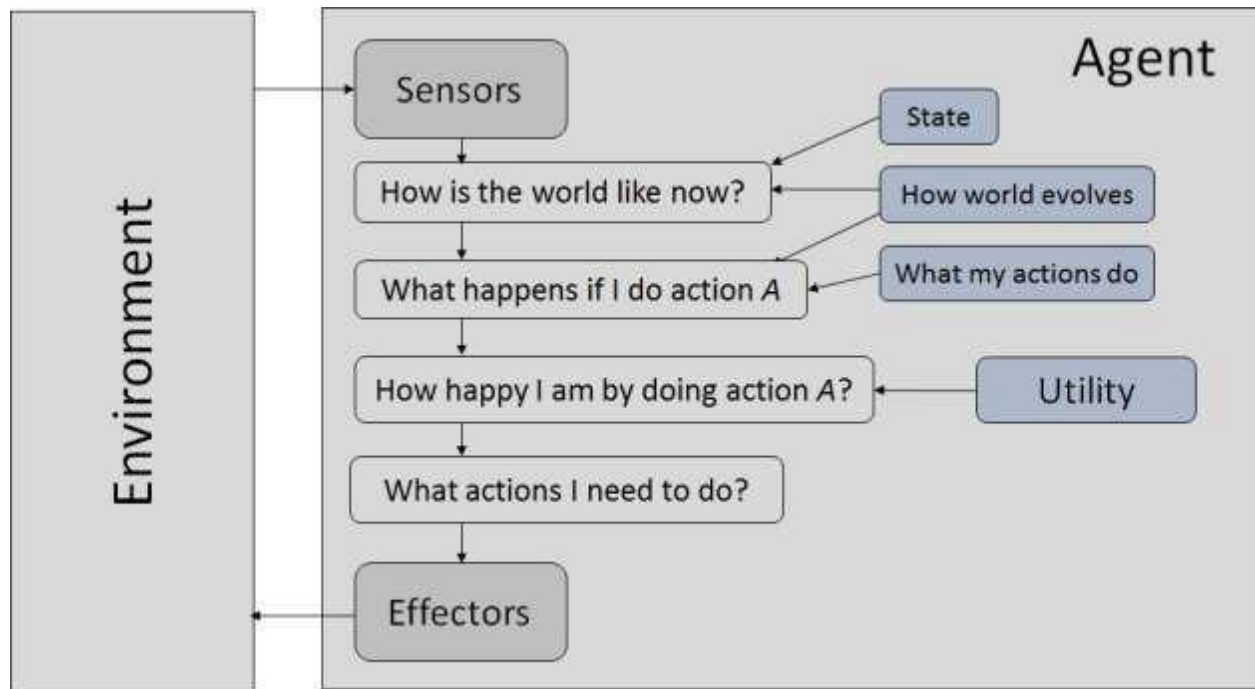 Agent
Environment
Sensors
State
How is the world like now?
How world evolves
What happens if I do action A
What my actions do
How happy I am by doing action A?
Utility
What actions I need to do?
Effectors